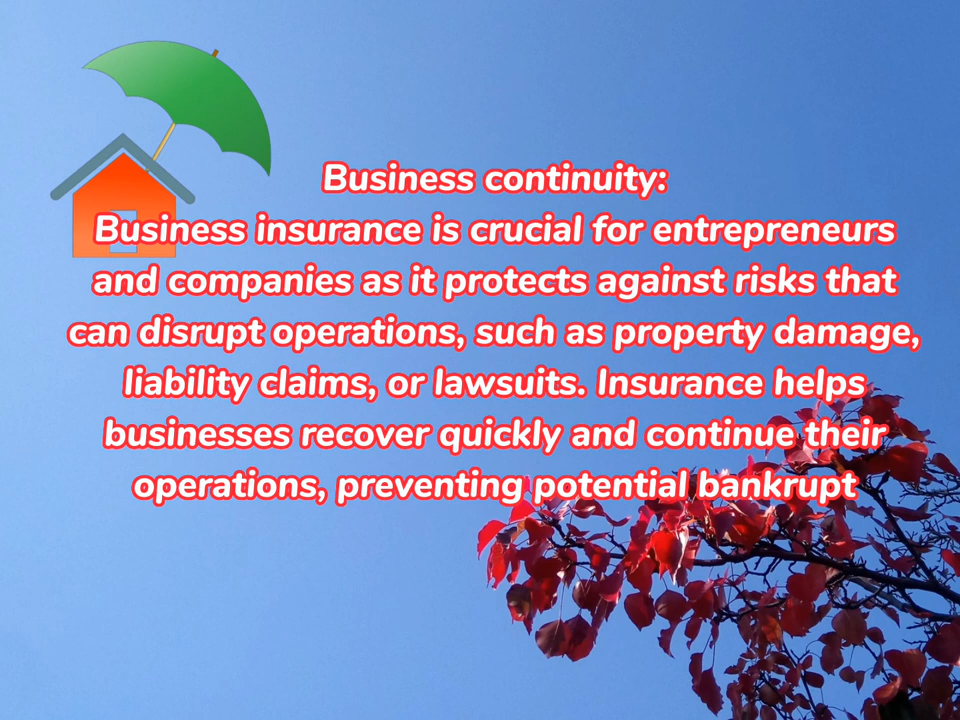 Business continuity:
Business insurance is crucial for entrepreneurs
and companies as it protects against risks that
can disrupt operations, such as property damage,
liability claims, or lawsuits. Insurance helps
businesses recover quickly and continue their
operations, preventing potential bankrupt